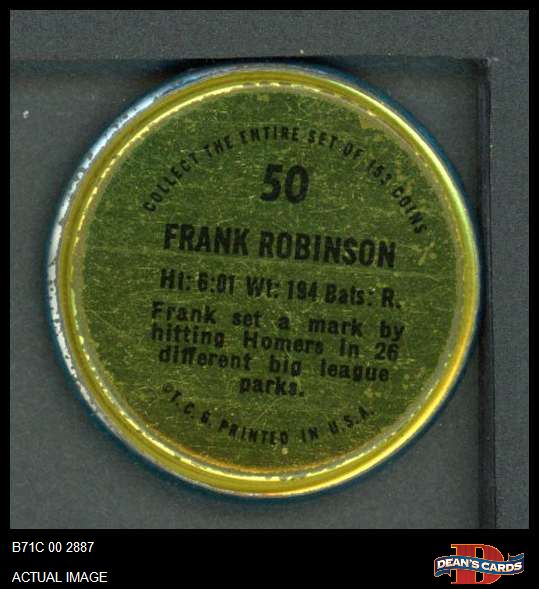 COLLECT THE ENTIRE SET OF 153 COINS
50
FRANK ROBINSON
Ht: 6:01 Wt: 194 Bats: R.
Frank set a mark by
hitting Homers in 26
different big league
parks.
©T.C.G. PRINTED IN U.S.A.
B71C 00 2887
ACTUAL IMAGE
DEAN'S CARDS